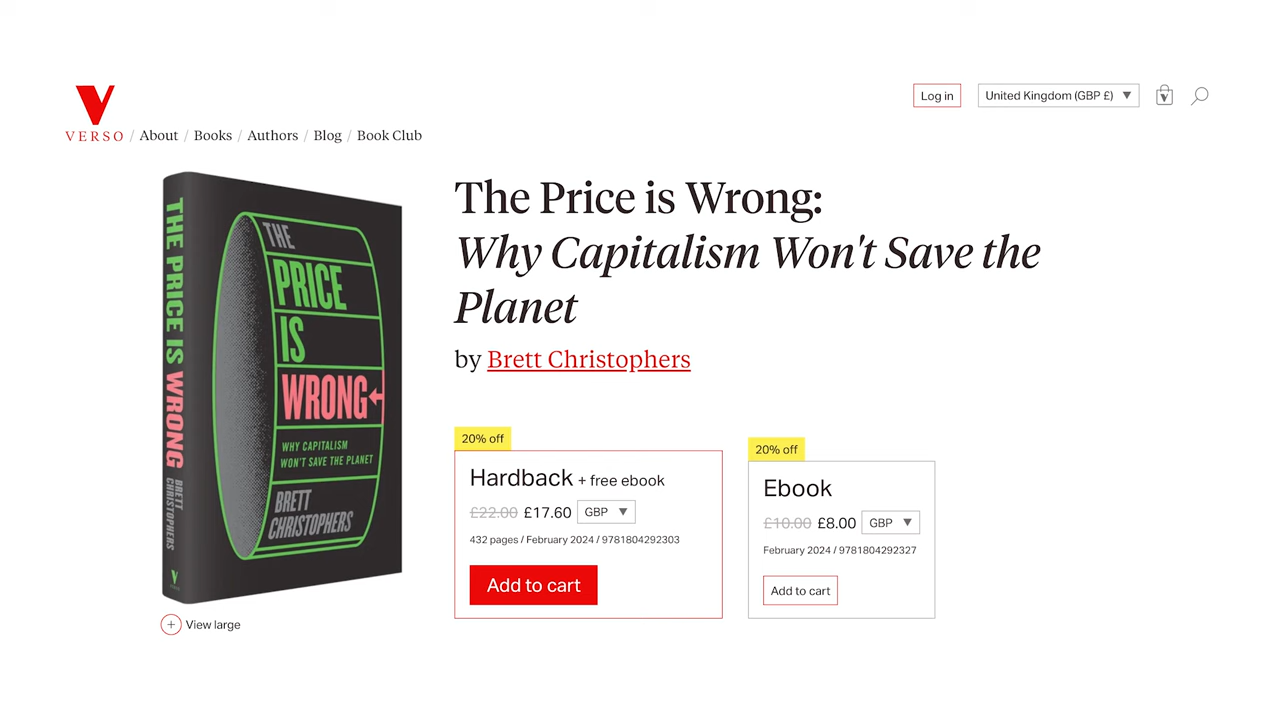 Log in
United Kingdom (GBP £)
VERSO / About / Books / Authors / Blog / Book Club
The Price is Wrong:
Why Capitalism Won't Save the
Planet
by Brett Christophers
THE PRICE IS WRONG
BRETT
CHRISTOPHERS
THE
PRICE
IS
WRONG
WHY CAPITALISM
WON'T SAVE THE PLANET
BRETT
CHRISTOPHERS
View large
20% off
Hardback + free ebook
£22.00 £17.60 GBP
432 pages / February 2024 / 9781804292303
Add to cart
20% off
Ebook
£10.00 £8.00 GBP
February 2024 / 9781804292327
Add to cart